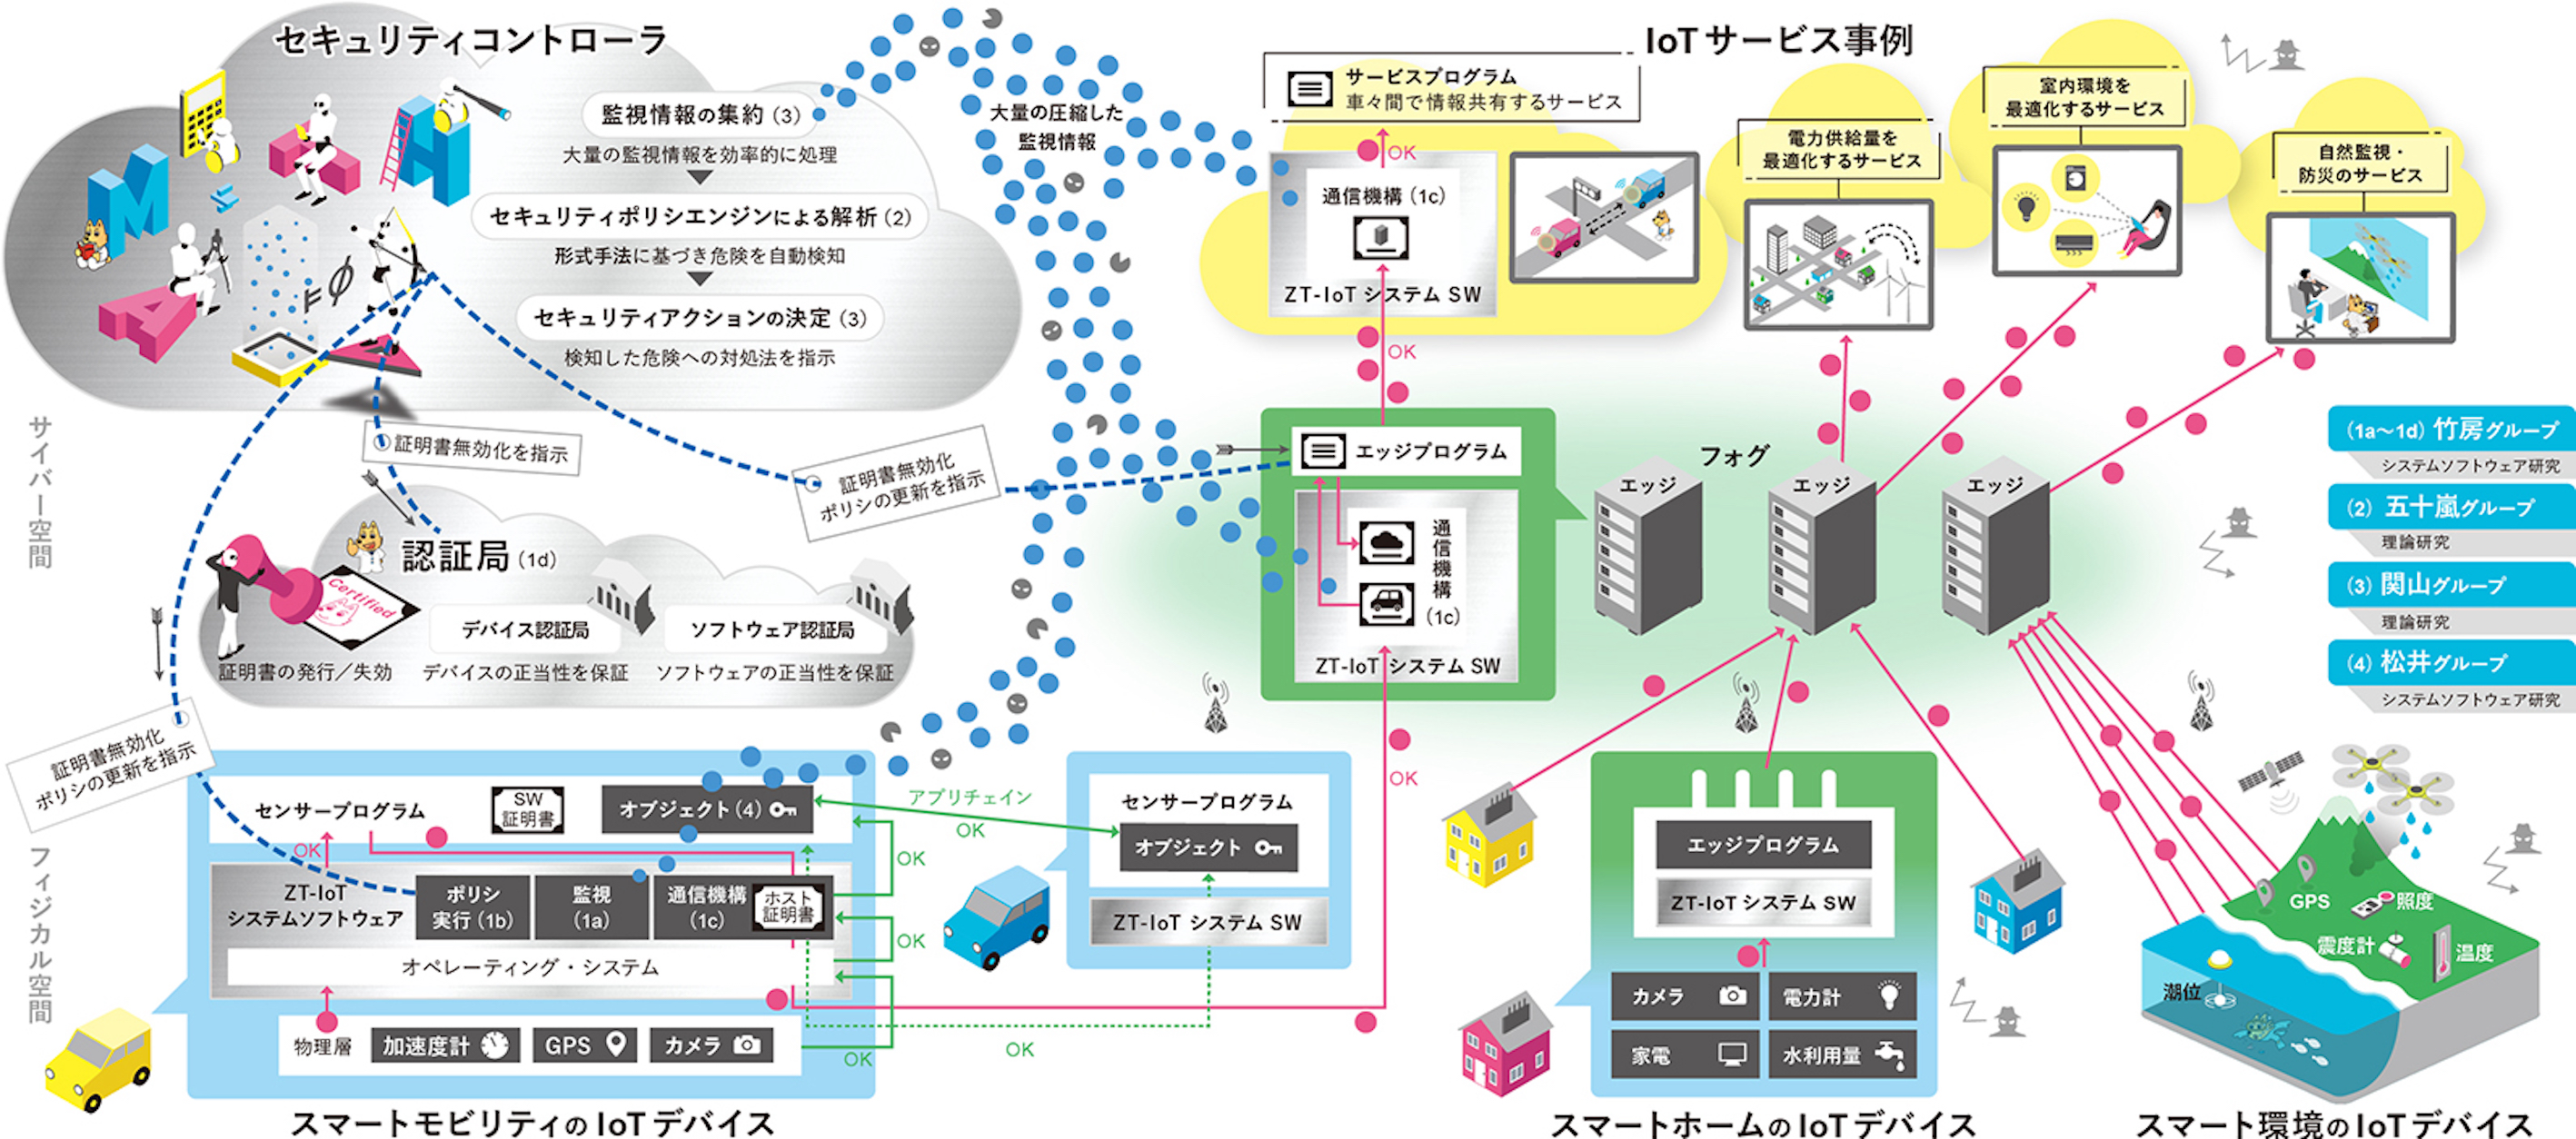 セキュリティコントローラ
監視情報の集約 (3)
大量の監視情報を効率的に処理
セキュリティポリシエンジンによる解析 (2)
形式手法に基づき危険を自動検知
セキュリティアクションの決定 (3)
検知した危険への対処法を指示
大量の圧縮した
監視情報
サイバー空間
フィジカル空間
証明書無効化を指示
証明書無効化
ポリシの更新を指示
証明書無効化
ポリシの更新を指示
認証局 (1d)
Certified
デバイス認証局
ソフトウェア認証局
証明書の発行／失効
デバイスの正当性を保証
ソフトウェアの正当性を保証
IoTサービス事例
サービスプログラム
車々間で情報共有するサービス
OK
通信機構 (1c)
ZT-IoT システム SW
OK
電力供給量を
最適化するサービス
室内環境を
最適化するサービス
自然監視・
防災のサービス
エッジプログラム
通信機構
(1c)
ZT-IoT システム SW
OK
フォグ
エッジ
エッジ
エッジ
(1a〜1d) 竹房グループ
システムソフトウェア研究
(2) 五十嵐グループ
理論研究
(3) 関山グループ
理論研究
(4) 松井グループ
システムソフトウェア研究
センサープログラム
SW
証明書
オブジェクト (4)
アプリチェイン
OK
OK
OK
ZT-IoT
システムソフトウェア
ポリシ
実行 (1b)
監視
(1a)
通信機構
(1c)
ホスト
証明書
OK
オペレーティング・システム
物理層
加速度計
GPS
カメラ
OK
OK
スマートモビリティの IoT デバイス
センサープログラム
オブジェクト
ZT-IoT システム SW
エッジプログラム
ZT-IoT システム SW
カメラ
電力計
家電
水利用量
スマートホームの IoT デバイス
GPS
照度
震度計
温度
潮位
スマート環境の IoT デバイス